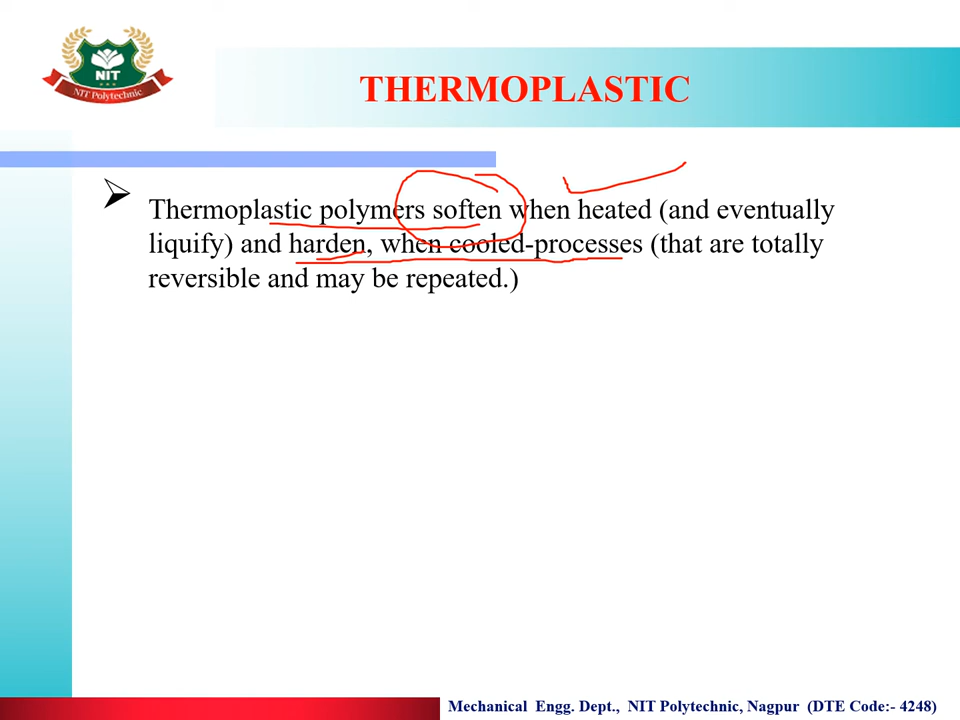 NIT
NIT Polytechnic
THERMOPLASTIC
➢ Thermoplastic polymers soften when heated (and eventually
liquify) and harden, when cooled-processes (that are totally
reversible and may be repeated.)
Mechanical Engg. Dept., NIT Polytechnic, Nagpur (DTE Code:- 4248)